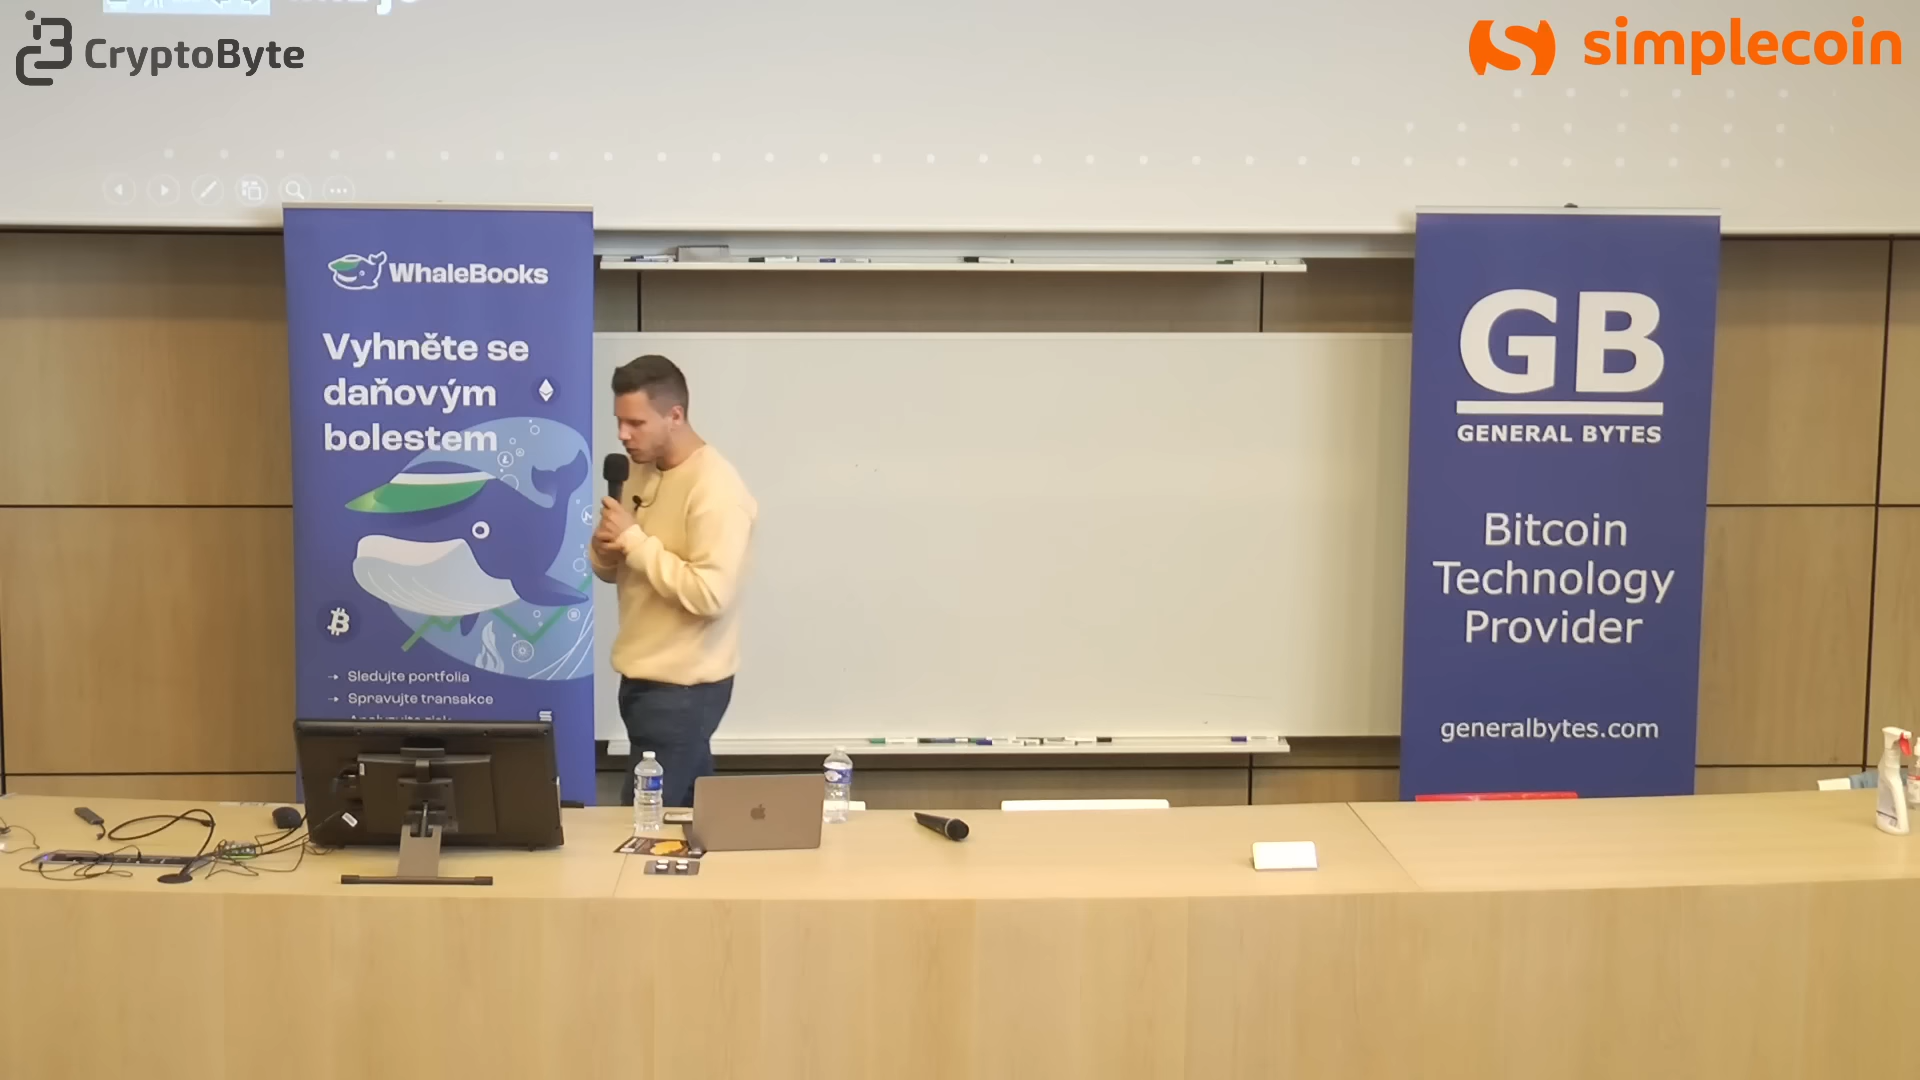 CryptoByte
simplecoin
WhaleBooks
Vyhněte se
daňovým
bolestem
→ Sledujte portfolia
→ Spravujte transakce
GB
GENERAL BYTES
Bitcoin
Technology
Provider
generalbytes.com